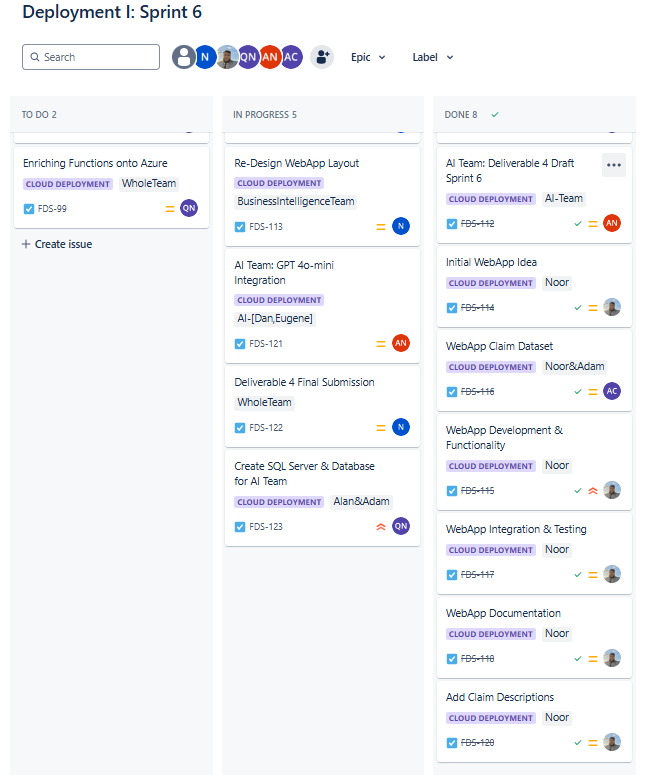 Deployment I: Sprint 6
Search
N
QN
AN
AC
Epic
Label
TO DO 2
Enriching Functions onto Azure
CLOUD DEPLOYMENT WholeTeam
FDS-99
QN
+ Create issue
IN PROGRESS 5
Re-Design WebApp Layout
CLOUD DEPLOYMENT
BusinessIntelligenceTeam
FDS-113
N
AI Team: GPT 4o-mini
Integration
CLOUD DEPLOYMENT
AI-[Dan,Eugene]
FDS-121
AN
Deliverable 4 Final Submission
WholeTeam
FDS-122
N
Create SQL Server & Database
for AI Team
CLOUD DEPLOYMENT Alan&Adam
FDS-123
QN
DONE 8
AI Team: Deliverable 4 Draft
Sprint 6
CLOUD DEPLOYMENT AI-Team
FDS-112
AN
Initial WebApp Idea
CLOUD DEPLOYMENT Noor
FDS-114
WebApp Claim Dataset
CLOUD DEPLOYMENT Noor&Adam
FDS-116
AC
WebApp Development &
Functionality
CLOUD DEPLOYMENT Noor
FDS-115
WebApp Integration & Testing
CLOUD DEPLOYMENT Noor
FDS-117
WebApp Documentation
CLOUD DEPLOYMENT Noor
FDS-118
Add Claim Descriptions
CLOUD DEPLOYMENT Noor
FDS-120